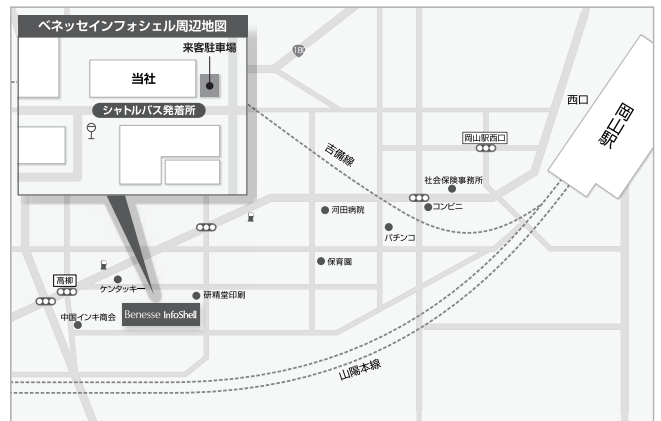 ベネッセインフォシェル周辺地図
来客駐車場
当社
シャトルバス発着所
180
西口
岡山駅
岡山駅西口
吉備線
社会保険事務所
コンビニ
河田病院
パチンコ
保育園
高柳
ケンタッキー
研精堂印刷
中国インキ商会
Benesse InfoShell
山陽本線